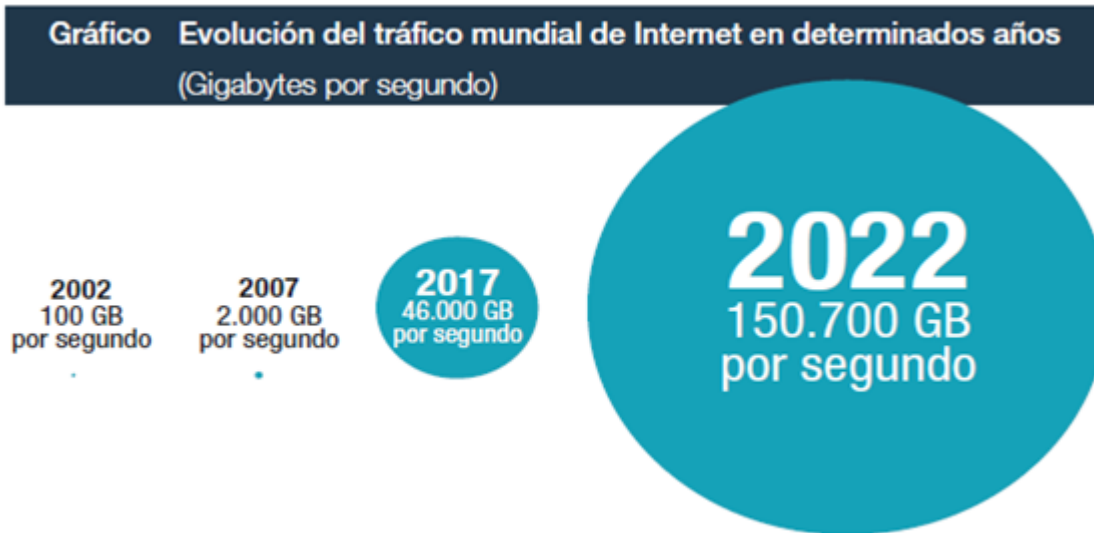 Gráfico Evolución del tráfico mundial de Internet en determinados años
(Gigabytes por segundo)
2002
100 GB
por segundo
2007
2.000 GB
por segundo
2017
46.000 GB
por segundo
2022
150.700 GB
por segundo